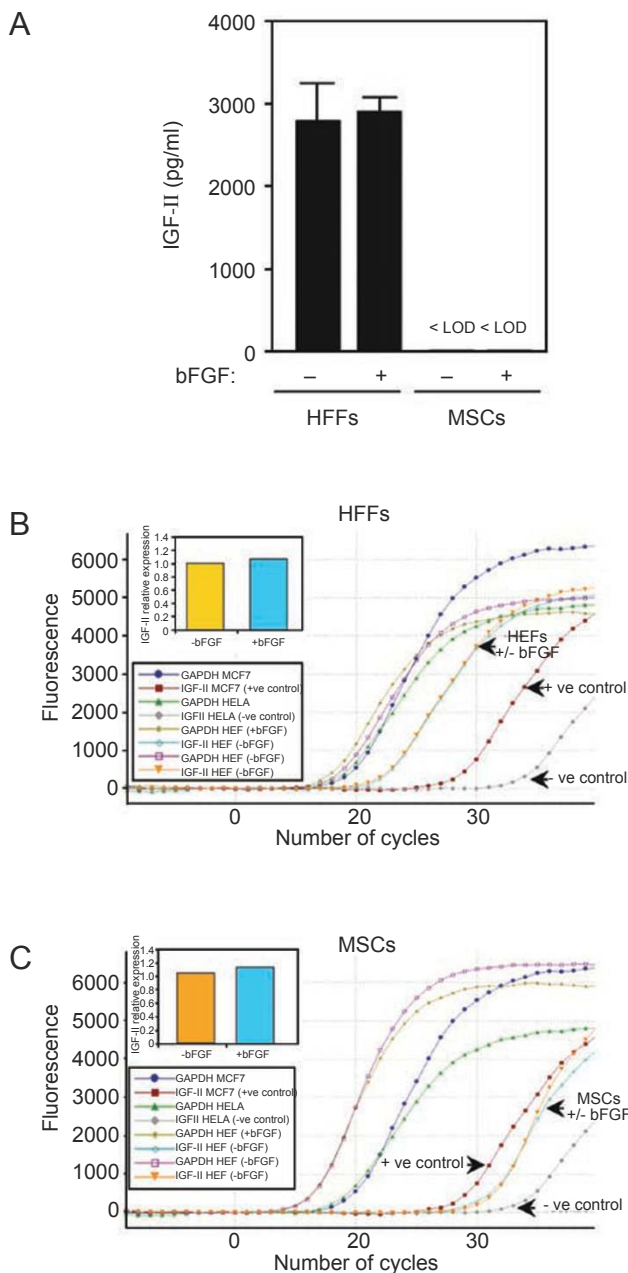 A
IGF-II (pg/ml)
4000
3000
2000
1000
0
< LOD < LOD
bFGF: – + – +
HFFs MSCs
B
HFFs
Fluorescence
6000
5000
4000
3000
2000
1000
0
IGF-II relative expression
1.4
1.2
1.0
0.8
0.6
0.4
0.2
0
-bFGF +bFGF
GAPDH MCF7
IGF-II MCF7 (+ve control)
GAPDH HELA
IGFII HELA (-ve control)
GAPDH HEF (+bFGF)
IGF-II HEF (-bFGF)
GAPDH HEF (-bFGF)
IGF-II HEF (-bFGF)
HEFs
+/- bFGF
+ ve control
- ve control
0 20 30
Number of cycles
C
MSCs
Fluorescence
6000
5000
4000
3000
2000
1000
0
IGF-II relative expression
1.4
1.2
1.0
0.8
0.6
0.4
0.2
0
-bFGF +bFGF
GAPDH MCF7
IGF-II MCF7 (+ve control)
GAPDH HELA
IGFII HELA (-ve control)
GAPDH HEF (+bFGF)
IGF-II HEF (-bFGF)
GAPDH HEF (-bFGF)
IGF-II HEF (-bFGF)
MSCs
+/- bFGF
+ ve control
- ve control
0 20 30
Number of cycles